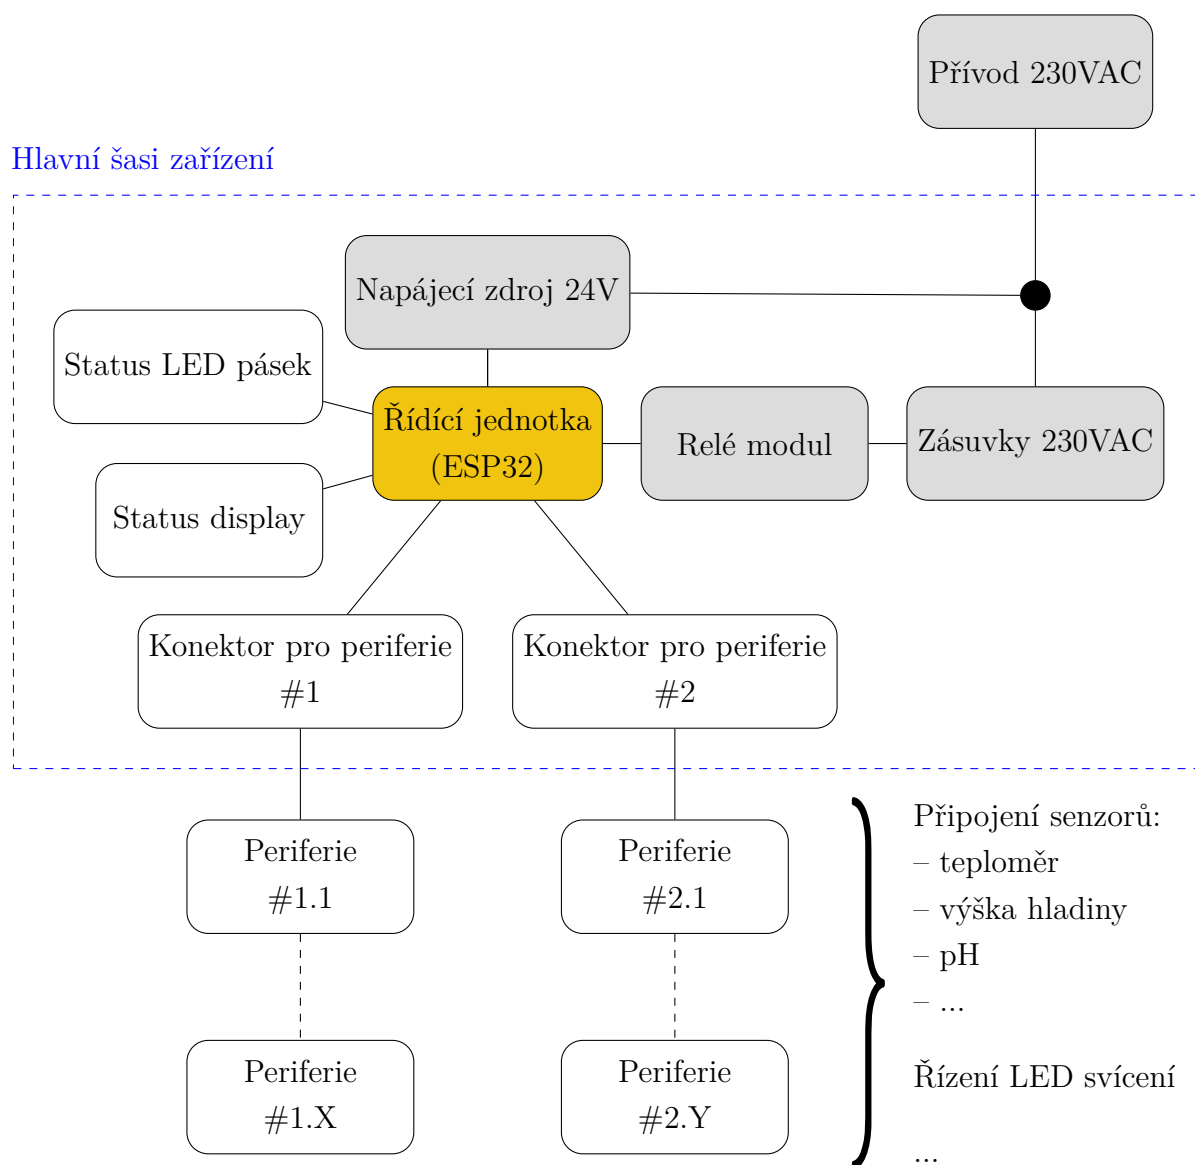 Přívod 230VAC
Hlavní šasi zařízení
Napájecí zdroj 24V
Status LED pásek
Řídící jednotka
(ESP32)
Relé modul
Zásuvky 230VAC
Status display
Konektor pro periferie
#1
Konektor pro periferie
#2
Periferie
#1.1
Periferie
#2.1
Periferie
#1.X
Periferie
#2.Y
Připojení senzorů:
– teploměr
– výška hladiny
– pH
– ...
Řízení LED svícení
...